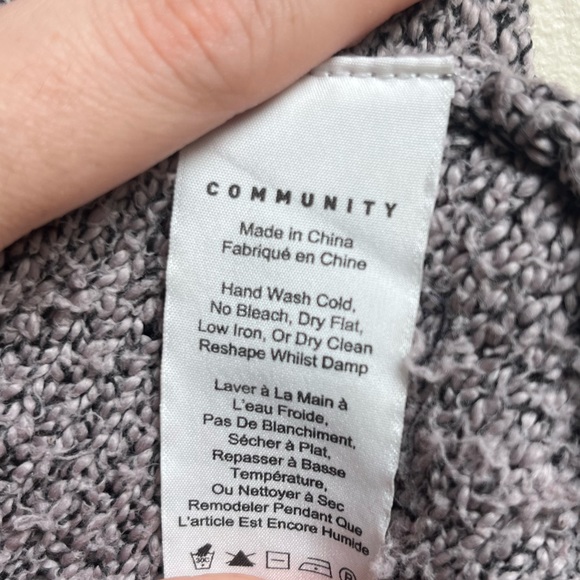 COMMUNITY
Made in China
Fabriqué en Chine
Hand Wash Cold,
No Bleach, Dry Flat,
Low Iron, Or Dry Clean
Reshape Whilst Damp
Laver à La Main à
L'eau Froide,
Pas De Blanchiment,
Sécher à Plat,
Repasser à Basse
Température,
Ou Nettoyer à Sec
Remodeler Pendant Que
L'article Est Encore Humide